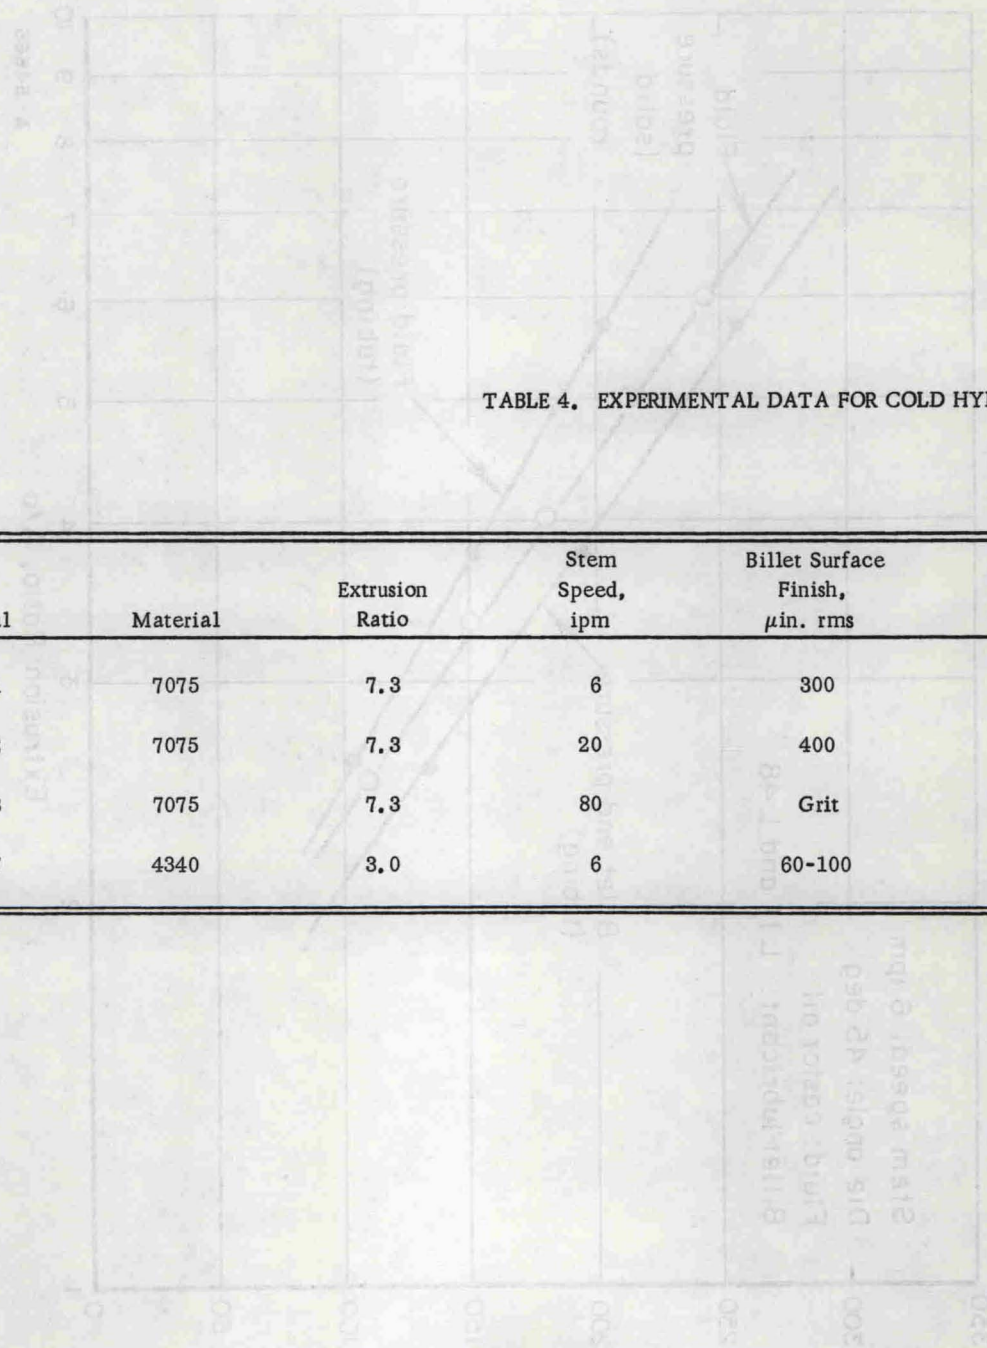 TABLE 4. EXPERIMENTAL DATA FOR COLD HY
Material Extrusion Ratio Stem Speed, ipm Billet Surface Finish, μin. rms
7075 7.3 6 300
7075 7.3 20 400
7075 7.3 80 Grit
4340 3.0 6 60-100